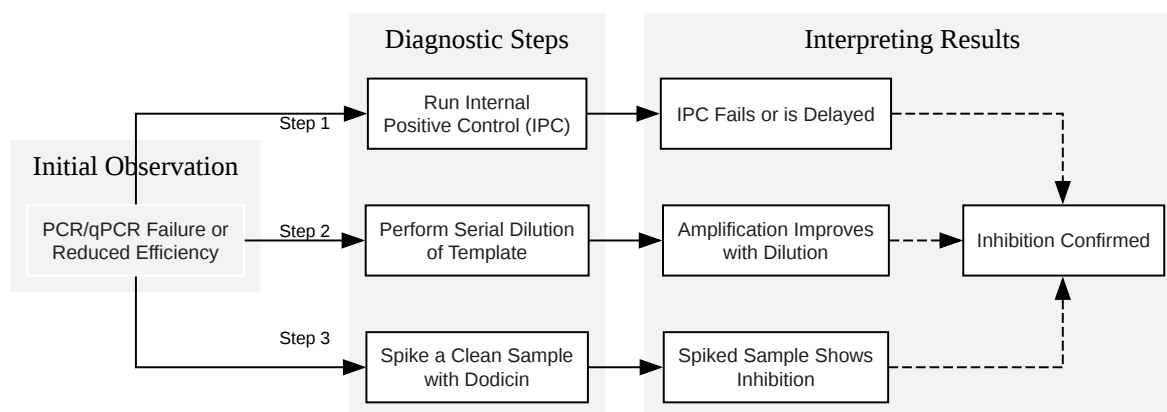 Diagnostic Steps
Interpreting Results
Initial Observation
PCR/qPCR Failure or
Reduced Efficiency
Step 1
Run Internal
Positive Control (IPC)
IPC Fails or is Delayed
Step 2
Perform Serial Dilution
of Template
Amplification Improves
with Dilution
Inhibition Confirmed
Step 3
Spike a Clean Sample
with Dodicin
Spiked Sample Shows
Inhibition